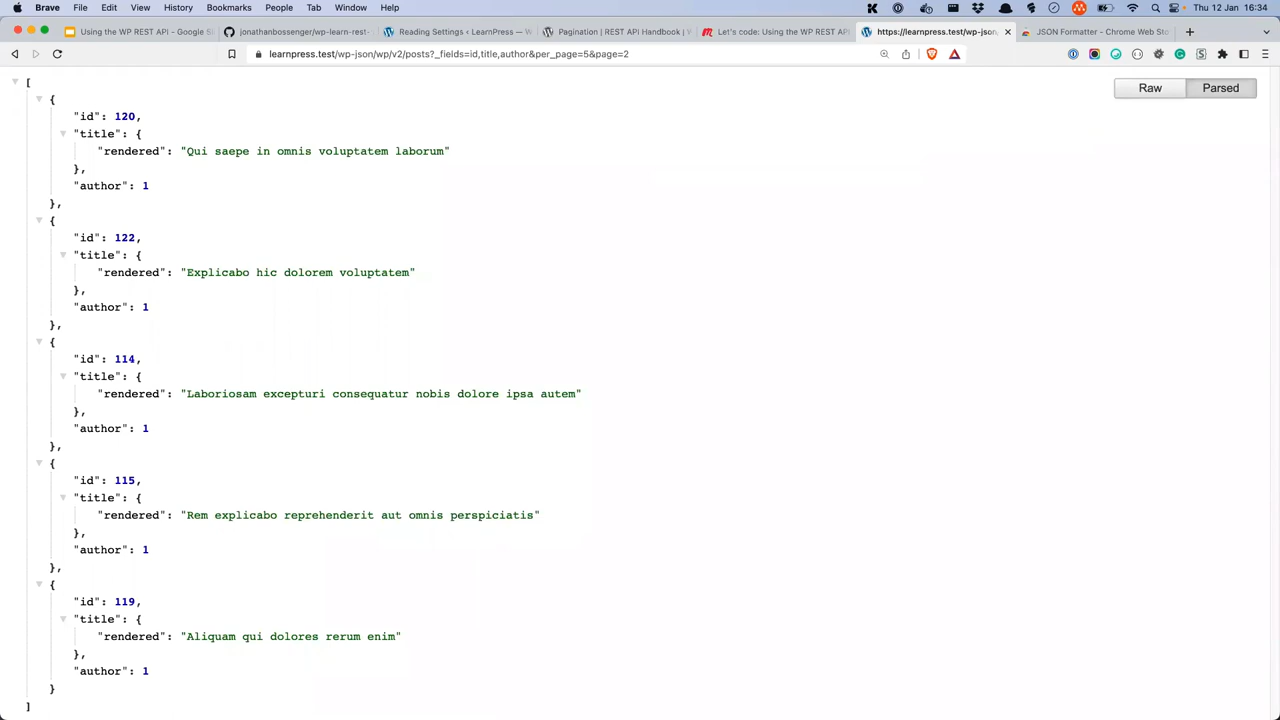 Brave File Edit View History Bookmarks People Tab Window Help Thu 12 Jan 16:34
Using the WP REST API - Google S jonathanbossenger/wp-learn-rest- Reading Settings ‹ LearnPress — W Pagination | REST API Handbook | Let's code: Using the WP REST API https://learnpress.test/wp-json, JSON Formatter - Chrome Web Sto
learnpress.test/wp-json/wp/v2/posts?_fields=id,title,author&per_page=5&page=2
Raw Parsed
[
{
"id": 120,
"title": {
"rendered": "Qui saepe in omnis voluptatem laborum"
},
"author": 1
},
{
"id": 122,
"title": {
"rendered": "Explicabo hic dolorem voluptatem"
},
"author": 1
},
{
"id": 114,
"title": {
"rendered": "Laboriosam excepturi consequatur nobis dolore ipsa autem"
},
"author": 1
},
{
"id": 115,
"title": {
"rendered": "Rem explicabo reprehenderit aut omnis perspiciatis"
},
"author": 1
},
{
"id": 119,
"title": {
"rendered": "Aliquam qui dolores rerum enim"
},
"author": 1
}
]